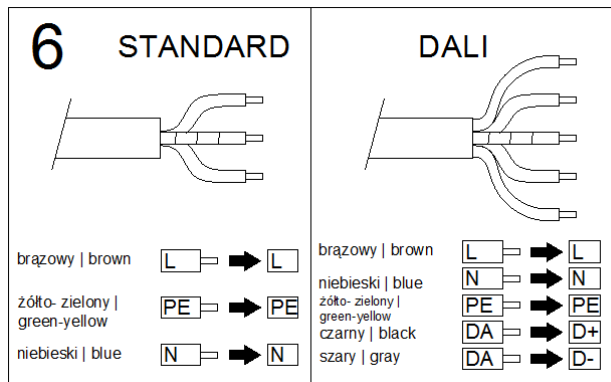 6 STANDARD
brązowy | brown L L
żółto- zielony |
green-yellow PE PE
niebieski | blue N N
DALI
brązowy | brown L L
niebieski | blue N N
żółto- zielony |
green-yellow PE PE
czarny | black DA D+
szary | gray DA D-